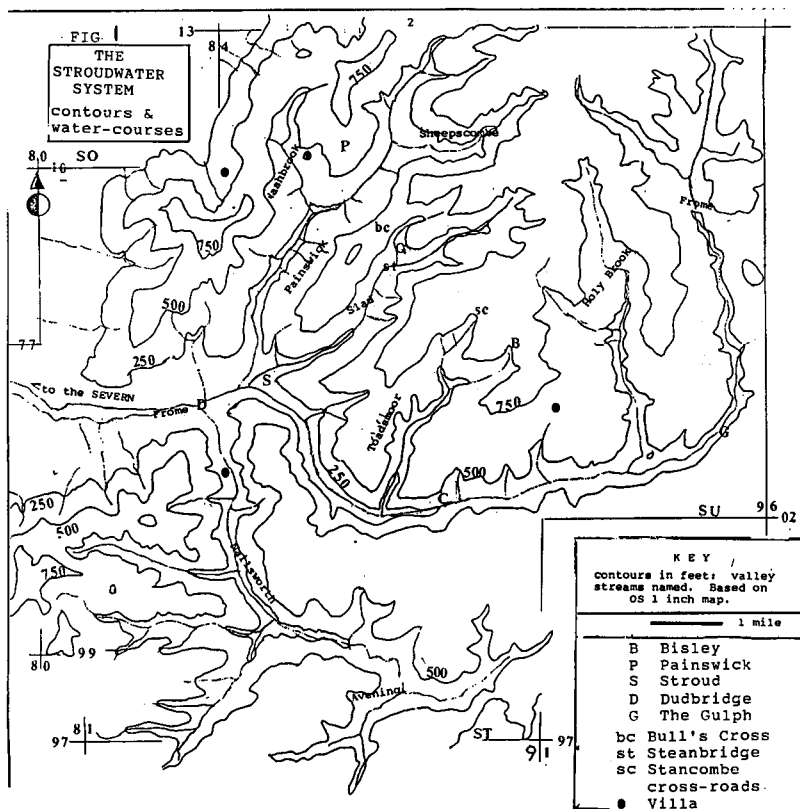 FIG 1
THE
STROUDWATER
SYSTEM
contours &
water-courses
13
8 4
2
750
Sheepscombe
P
Washbrook
8,0
16
SO
Frome
bc
750
Painswick
st
Slad
Holy Brook
500
sc
77
250
B
S
750
to the SEVERN
Frome D
Toadsmoor
G
250
500
C
250
500
SU
9 6
02
750
Nailsworth
G
8 0
99
500
Avening
8 1
97
ST
9 1
97
KEY
contours in feet; valley
streams named. Based on
OS 1 inch map.
1 mile
B Bisley
P Painswick
S Stroud
D Dudbridge
G The Gulph
bc Bull's Cross
st Steanbridge
sc Stancombe
cross-roads
Villa